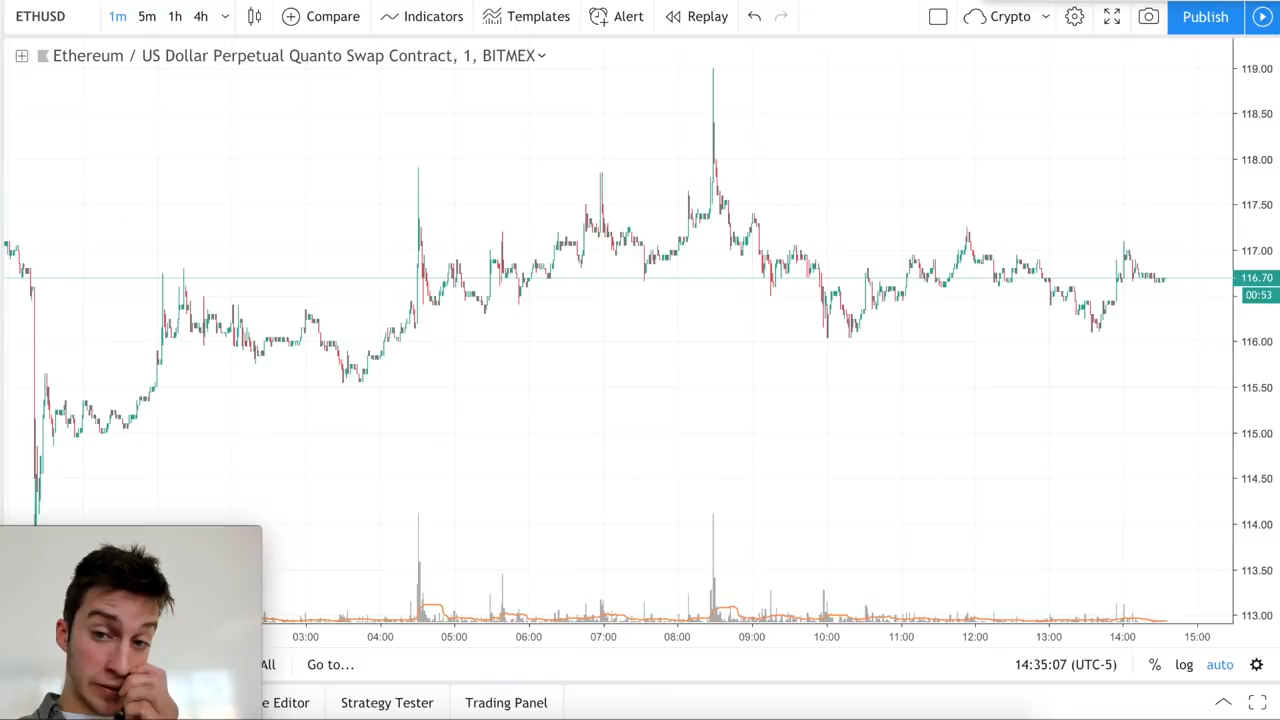 ETHUSD 1m 5m 1h 4h Compare Indicators Templates Alert Replay Crypto Publish
Ethereum / US Dollar Perpetual Quanto Swap Contract, 1, BITMEX
119.00
118.50
118.00
117.50
117.00
116.70
00:53
116.00
115.50
115.00
114.50
114.00
113.50
113.00
03:00 04:00 05:00 06:00 07:00 08:00 09:00 10:00 11:00 12:00 13:00 14:00 15:00
All Go to... 14:35:07 (UTC-5) % log auto
e Editor Strategy Tester Trading Panel